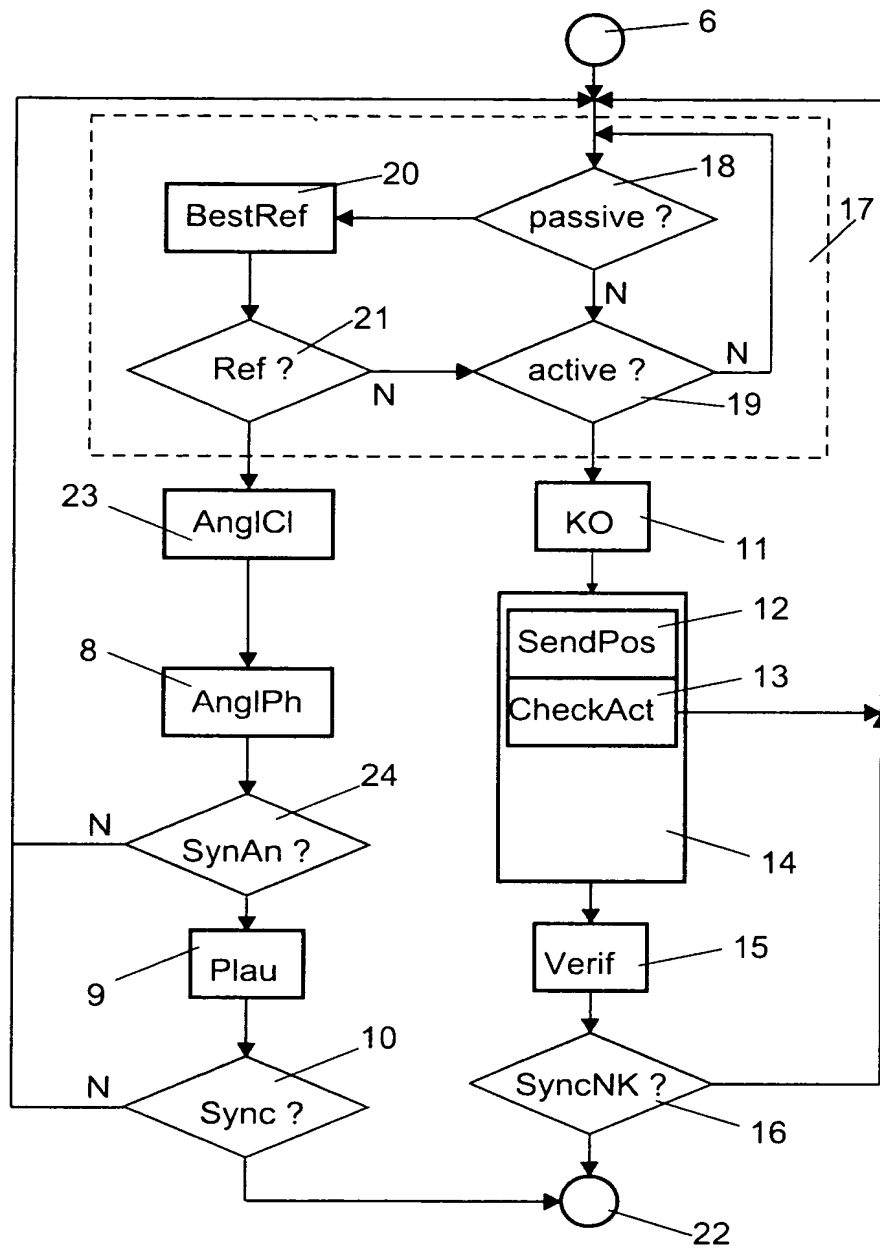 6
20
18
BestRef
passive ?
17
N
21
Ref ?
active ?
N
N
19
23
AnglCl
KO
11
12
SendPos
8
13
AnglPh
CheckAct
24
N
SynAn ?
14
Plau
Verif
15
9
10
N
Sync ?
SyncNK ?
16
22